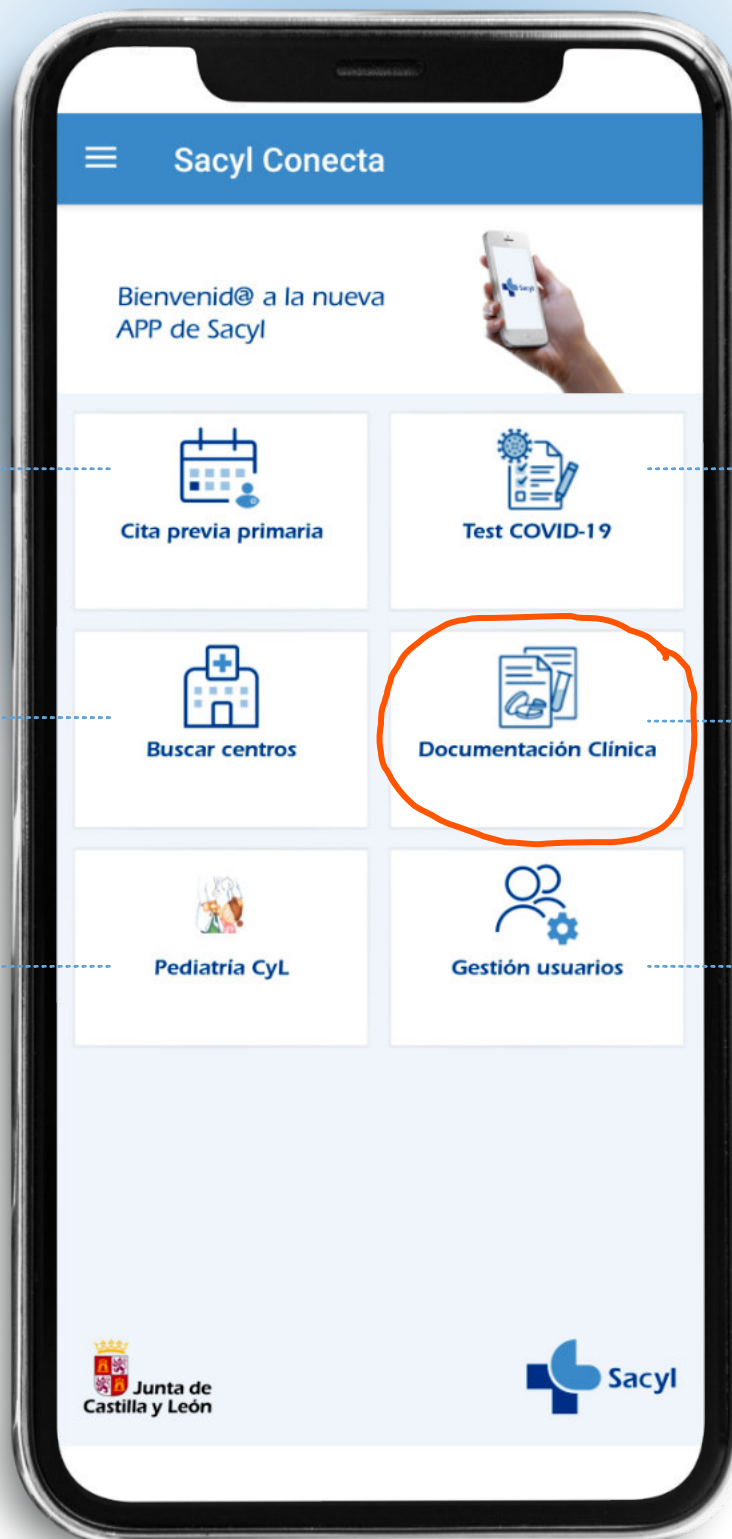 Sacyl Conecta
Bienvenid@ a la nueva
APP de Sacyl
Sacyl
Cita previa primaria
Test COVID-19
Buscar centros
Documentación Clínica
Pediatría CyL
Gestión usuarios
Junta de
Castilla y León
Sacyl